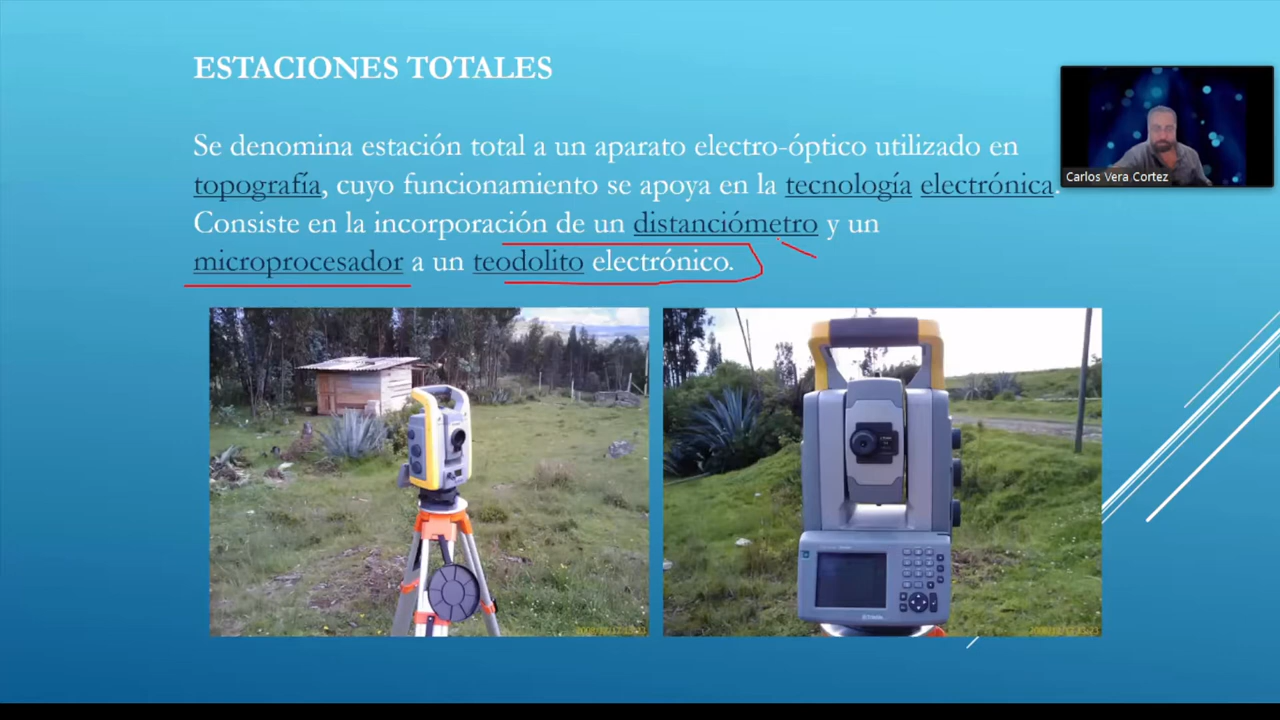 ESTACIONES TOTALES
Se denomina estación total a un aparato electro-óptico utilizado en
topografía, cuyo funcionamiento se apoya en la tecnología electrónica.
Consiste en la incorporación de un distanciómetro y un
microprocesador a un teodolito electrónico.
Carlos Vera Cortez
Trimble